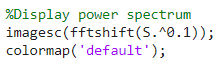 %Display power spectrum
imagesc(fftshift(S.^0.1));
colormap('default');